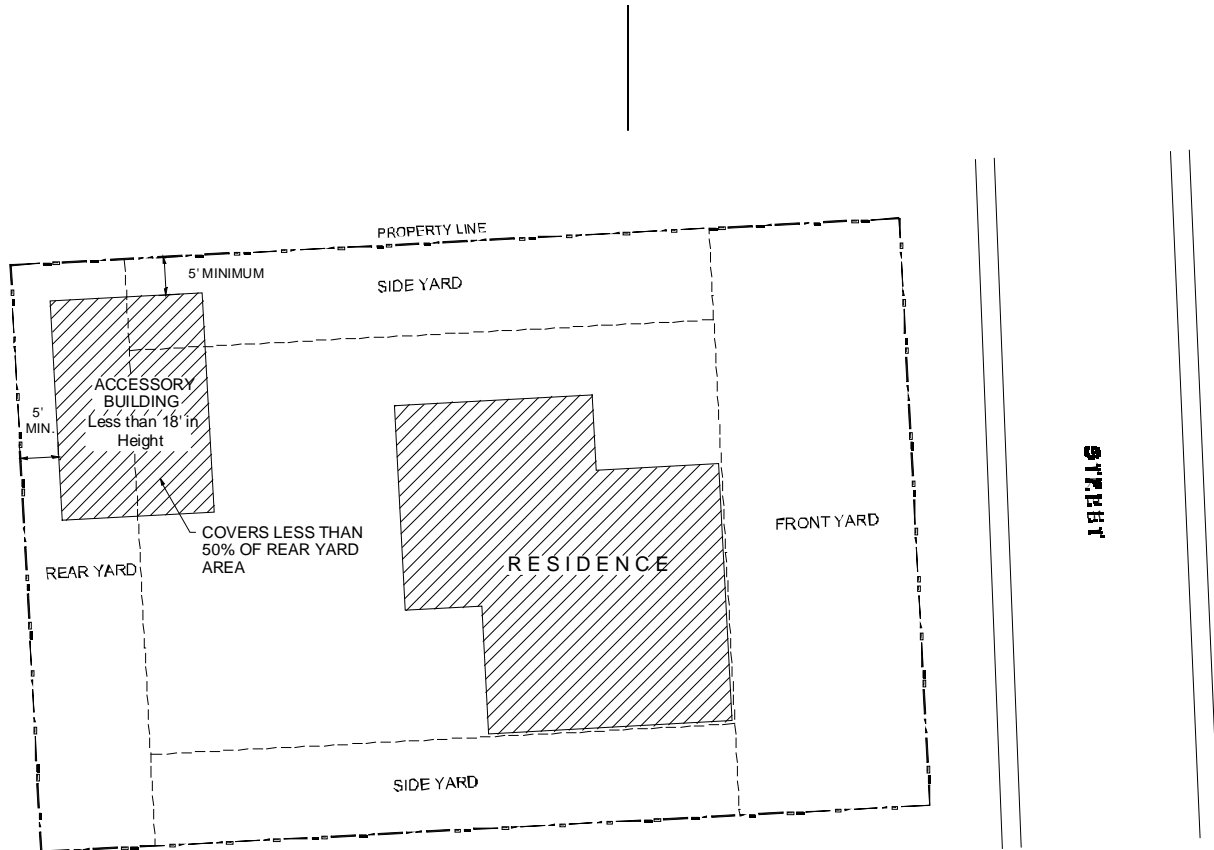 PROPERTY LINE
5' MINIMUM
SIDE YARD
ACCESSORY
BUILDING
Less than 18' in
Height
5'
MIN.
COVERS LESS THAN
50% OF REAR YARD
AREA
REAR YARD
RESIDENCE
FRONT YARD
STREET
SIDE YARD